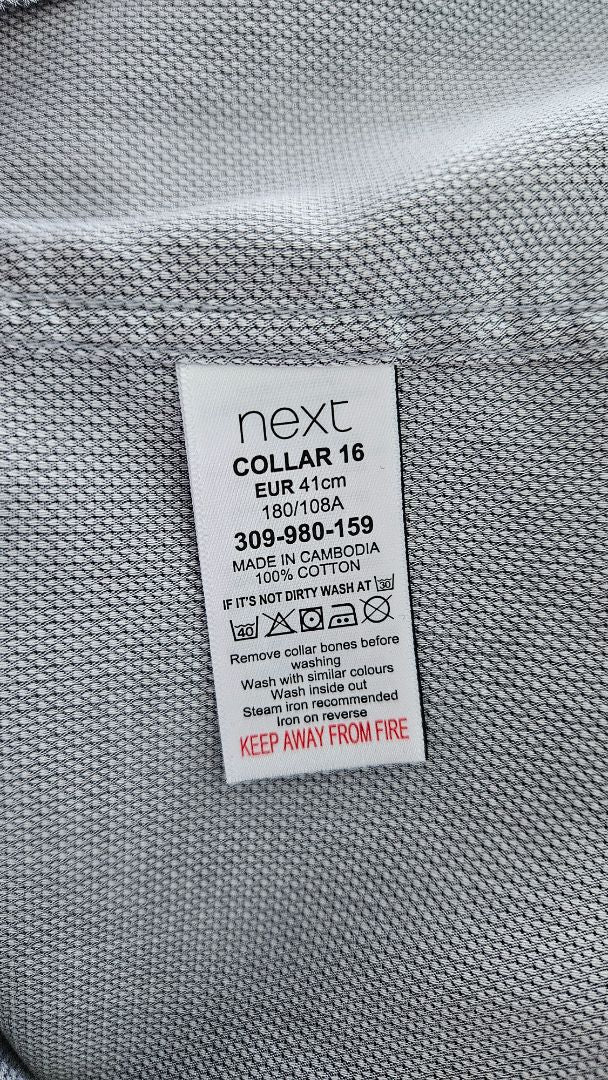 next
COLLAR 16
EUR 41cm
180/108A
309-980-159
MADE IN CAMBODIA
100% COTTON
IF IT'S NOT DIRTY WASH AT 30
40
Remove collar bones before
washing
Wash with similar colours
Wash inside out
Steam iron recommended
Iron on reverse
KEEP AWAY FROM FIRE